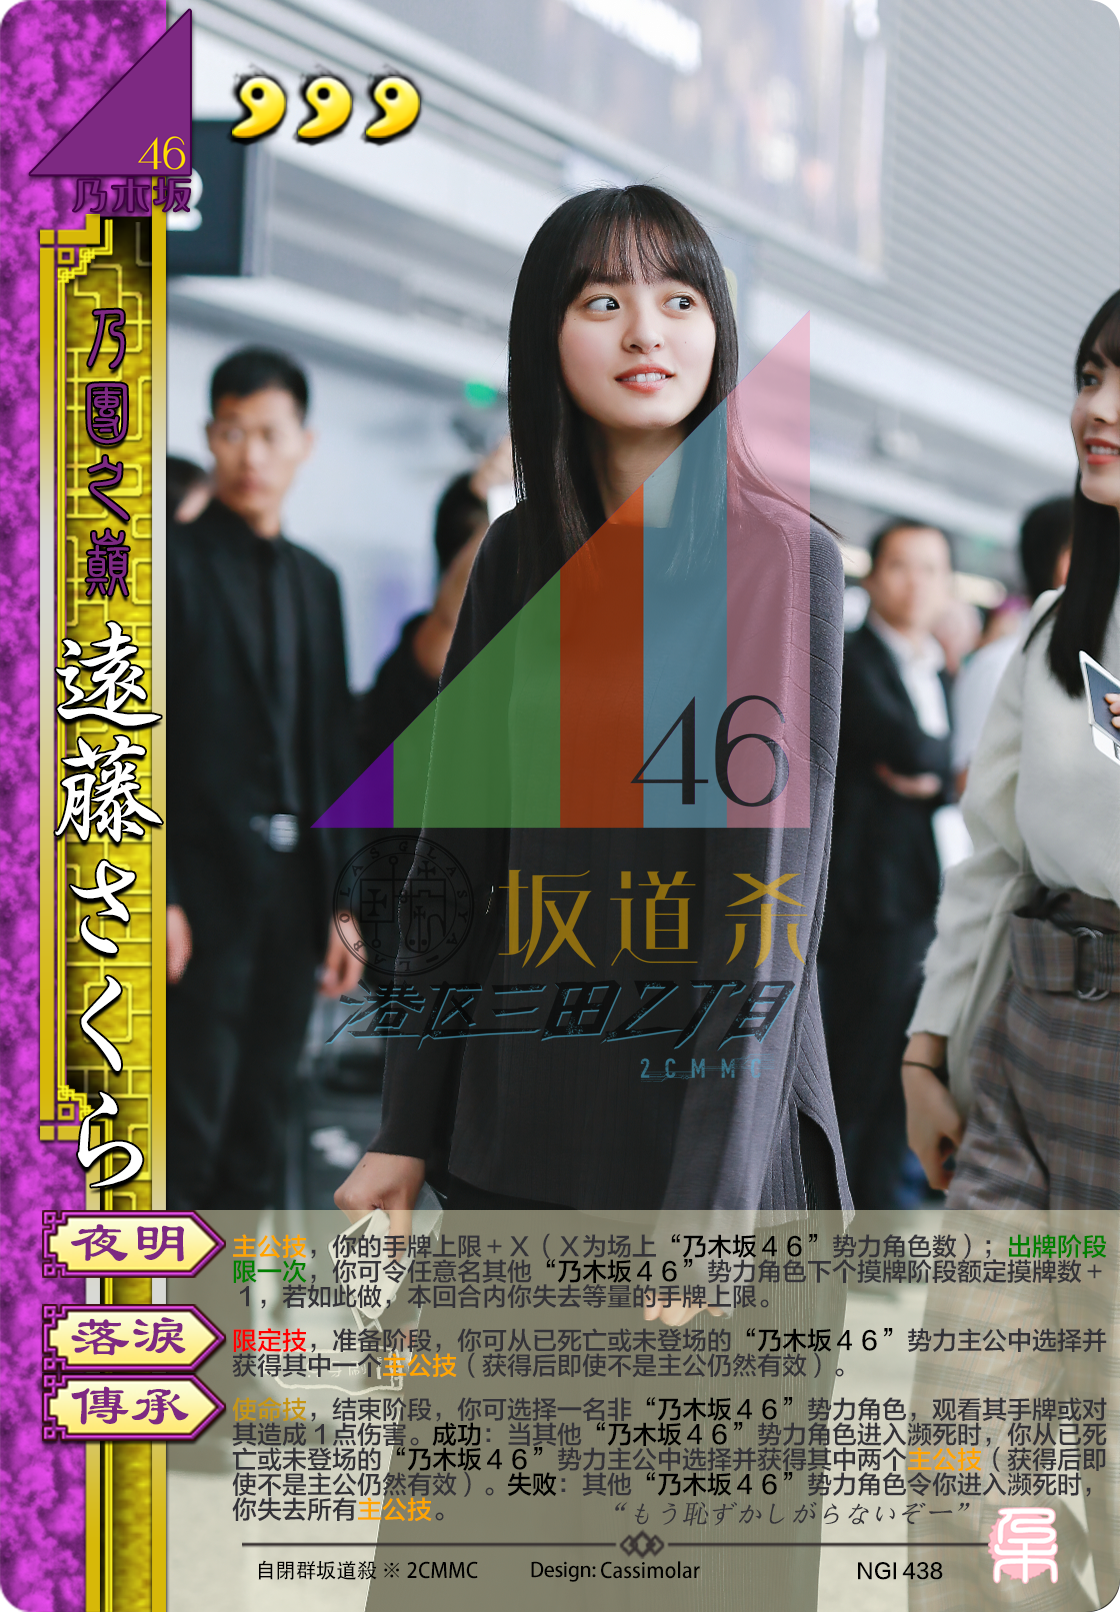 46
乃木坂
乃團之巔
遠藤さくら
46
坂道杀
港区三田2丁目
2CMMC
夜明
主公技，你的手牌上限＋Ｘ（Ｘ为场上“乃木坂４６”势力角色数）；出牌阶段
限一次，你可令任意名其他“乃木坂４６”势力角色下个摸牌阶段额定摸牌数＋
１，若如此做，本回合内你失去等量的手牌上限。
落淚
限定技，准备阶段，你可从已死亡或未登场的“乃木坂４６”势力主公中选择并
获得其中一个主公技（获得后即使不是主公仍然有效）。
傳承
使命技，结束阶段，你可选择一名非“乃木坂４６”势力角色，观看其手牌或对
其造成１点伤害。成功：当其他“乃木坂４６”势力角色进入濒死时，你从已死
亡或未登场的“乃木坂４６”势力主公中选择并获得其中两个主公技（获得后即
使不是主公仍然有效）。失败：其他“乃木坂４６”势力角色令你进入濒死时，
你失去所有主公技。
“もう恥ずかしがらないぞー”
自閉群坂道殺 ※ 2CMMC Design: Cassimolar NGI 438